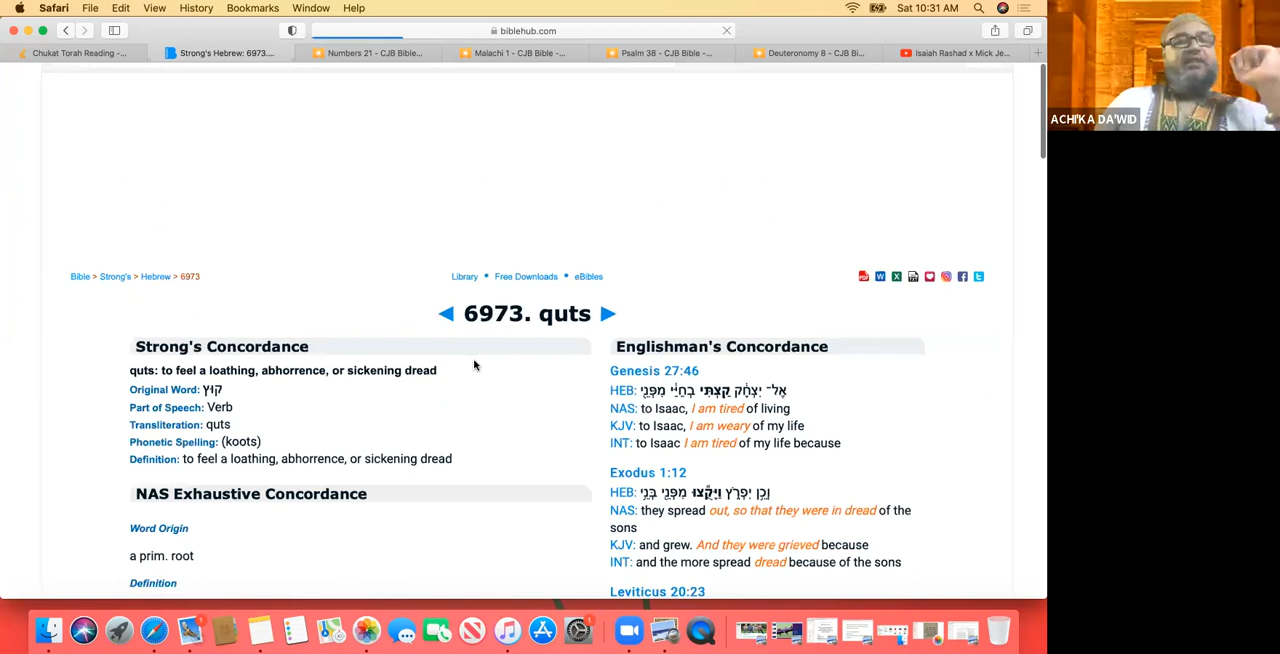 Safari File Edit View History Bookmarks Window Help Sat 10:31 AM
biblehub.com
Chukat Torah Reading -... Strong's Hebrew: 6973.... Numbers 21 - CJB Bible... Malachi 1 - CJB Bible -... Psalm 38 - CJB Bible -... Deuteronomy 8 - CJB Bi... Isaiah Rashad x Mick Je...
ACHI'KA DA'WID
Bible > Strong's > Hebrew > 6973
Library • Free Downloads • eBibles
◀ 6973. quts ▶
Strong's Concordance
quts: to feel a loathing, abhorrence, or sickening dread
Original Word: קוּץ
Part of Speech: Verb
Transliteration: quts
Phonetic Spelling: (koots)
Definition: to feel a loathing, abhorrence, or sickening dread
NAS Exhaustive Concordance
Word Origin
a prim. root
Definition
Englishman's Concordance
Genesis 27:46
HEB: אֶל־ יִצְחָ֔ק קַ֣צְתִּי בְחַיַּ֔י מִפְּנֵ֖י
NAS: to Isaac, I am tired of living
KJV: to Isaac, I am weary of my life
INT: to Isaac I am tired of my life because
Exodus 1:12
HEB: וְכֵ֣ן יִפְרֹ֑ץ וַיָּקֻ֕צוּ מִפְּנֵ֖י בְּנֵ֥י
NAS: they spread out, so that they were in dread of the
sons
KJV: and grew. And they were grieved because
INT: and the more spread dread because of the sons
Leviticus 20:23